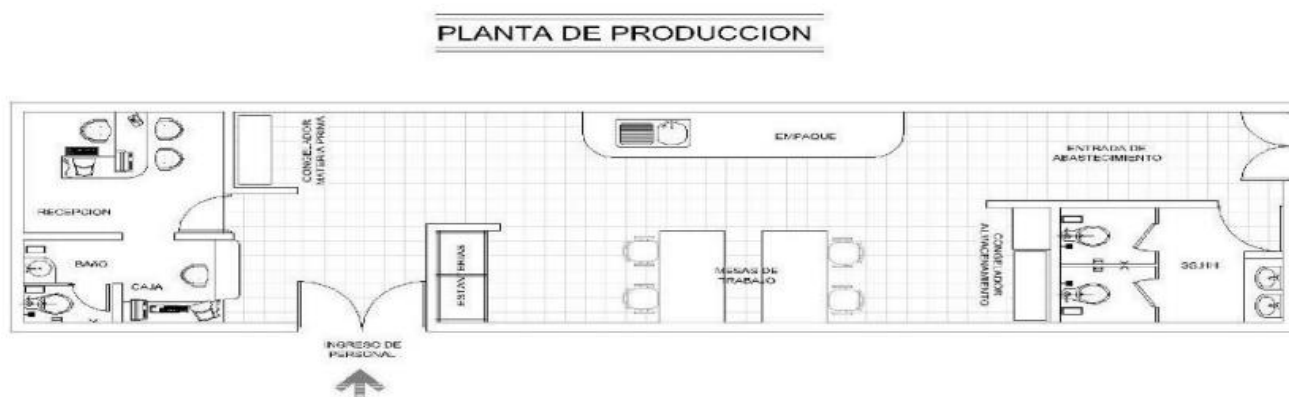 PLANTA DE PRODUCCION
CONGELADOR
MATERIA PRIMA
EMPAQUE
ENTRADA DE
ABASTECIMIENTO
RECEPCION
BAÑO
CAJA
ESTANTERIAS
MESAS DE
TRABAJO
CONGELADOR
ALMACENAMIENTO
SS.HH
INGRESO DE
PERSONAL